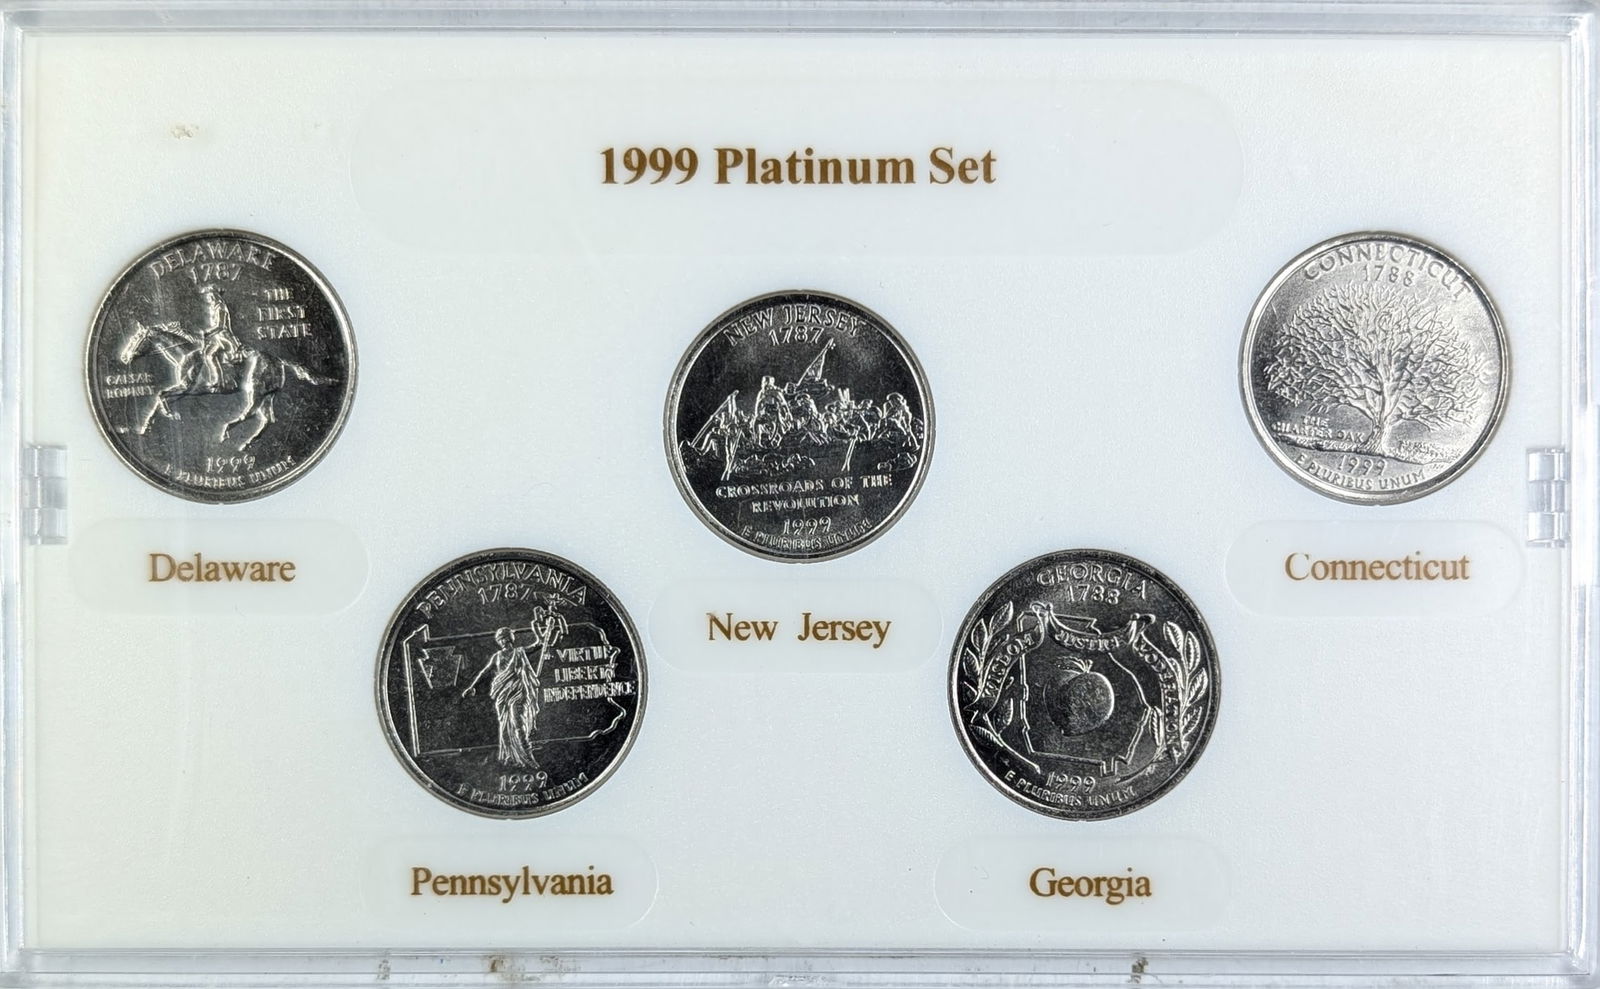 1999 Platinum Set
DELAWARE
1787
THE
FIRST
STATE
CAESAR
RODNEY
1999
E PLURIBUS UNUM
Delaware
PENNSYLVANIA
1787
VIRTUE
LIBERTY
INDEPENDENCE
1999
E PLURIBUS UNUM
Pennsylvania
NEW JERSEY
1787
CROSSROADS OF THE
REVOLUTION
1999
E PLURIBUS UNUM
New Jersey
GEORGIA
1788
WISDOM JUSTICE MODERATION
1999
E PLURIBUS UNUM
Georgia
CONNECTICUT
1788
THE
CHARTER OAK
1999
E PLURIBUS UNUM
Connecticut